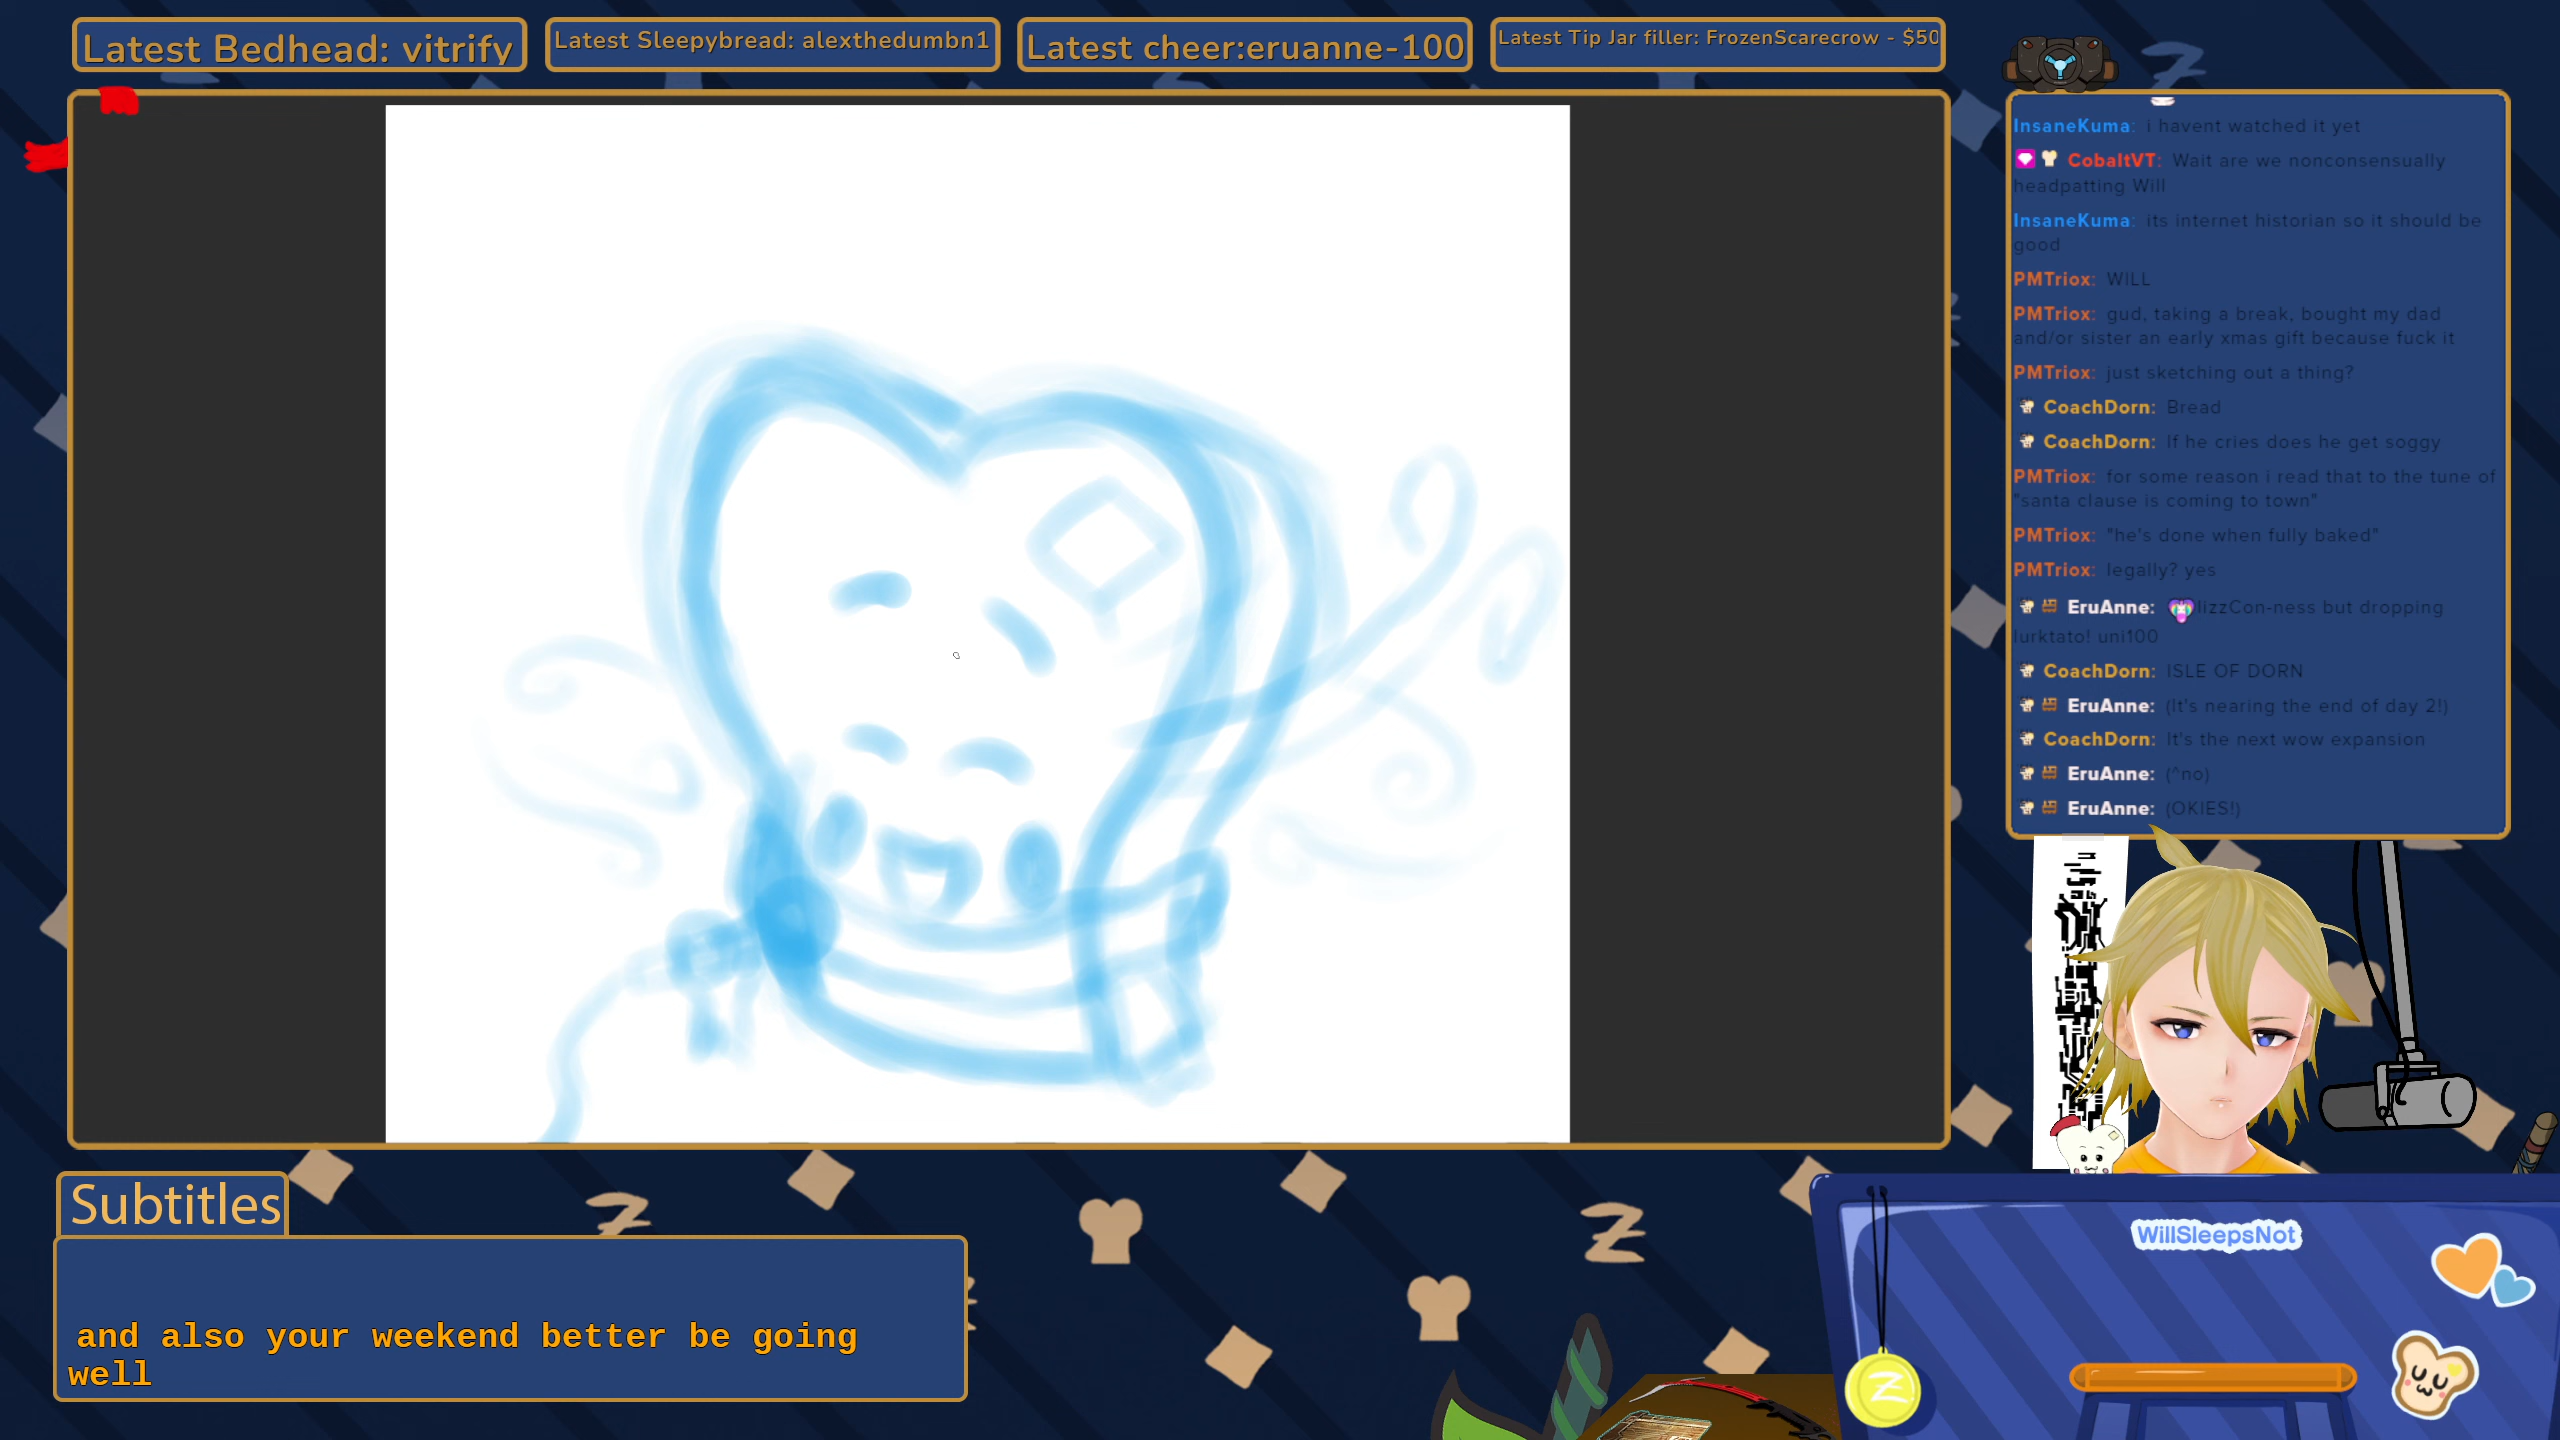 Latest Bedhead: vitrify
Latest Sleepybread: alexthedumbn1
Latest cheer:eruanne-100
Latest Tip Jar filler: FrozenScarecrow - $50
InsaneKuma: i havent watched it yet
CobaltVT: Wait are we nonconsensually
headpatting Will
InsaneKuma: its internet historian so it should be
good
PMTriox: WILL
PMTriox: gud, taking a break, bought my dad
and/or sister an early xmas gift because fuck it
PMTriox: just sketching out a thing?
CoachDorn: Bread
CoachDorn: If he cries does he get soggy
PMTriox: for some reason i read that to the tune of
"santa clause is coming to town"
PMTriox: "he's done when fully baked"
PMTriox: legally? yes
EruAnne: lizzCon-ness but dropping
lurktato! uni100
CoachDorn: ISLE OF DORN
EruAnne: (It's nearing the end of day 2!)
CoachDorn: It's the next wow expansion
EruAnne: (^no)
EruAnne: (OKIES!)
Subtitles
and also your weekend better be going
well
WillSleepsNot